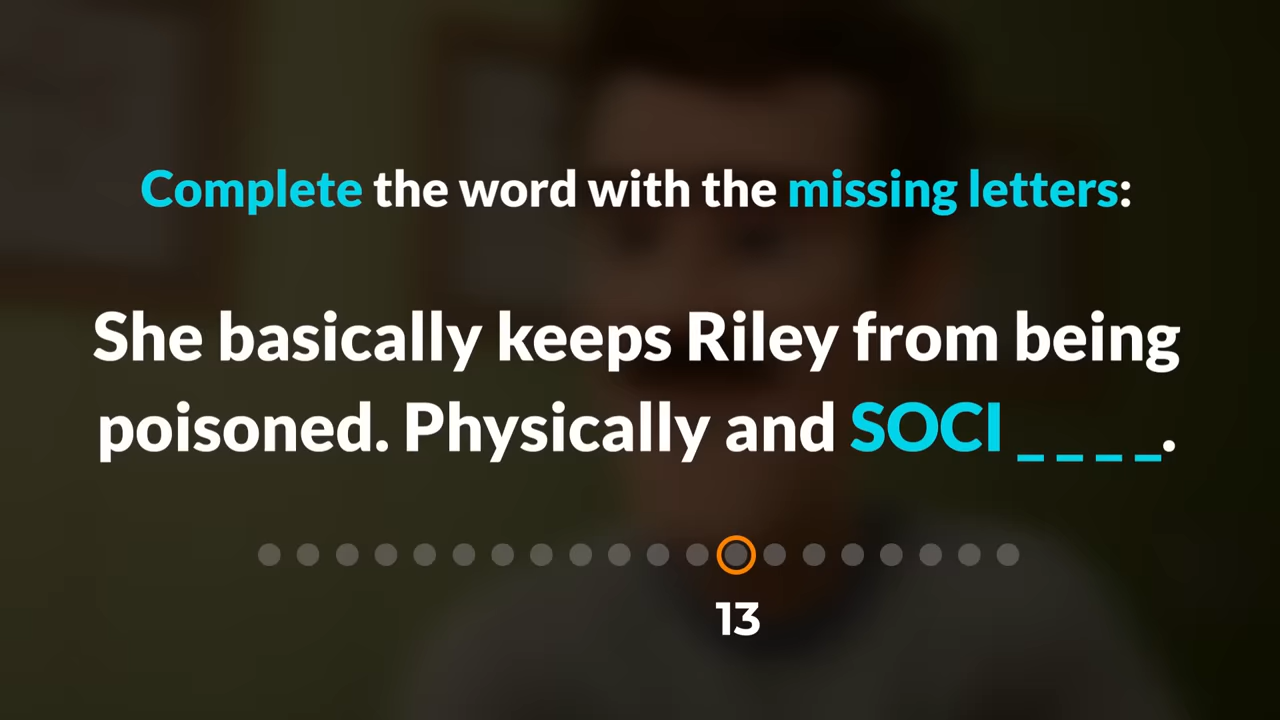 Complete the word with the missing letters:
She basically keeps Riley from being
poisoned. Physically and SOCI _ _ _ _.
13